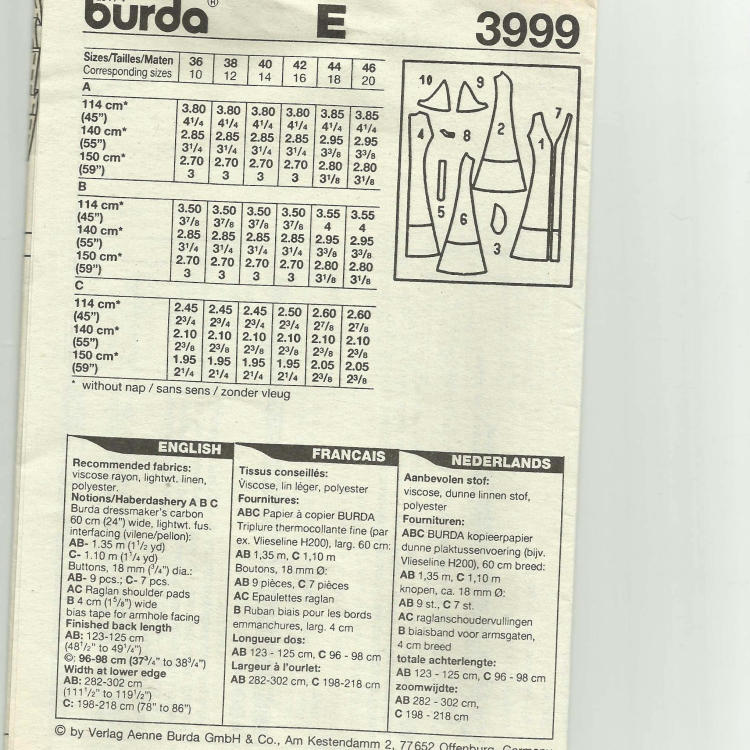 burda® E 3999
Sizes/Tailles/Maten 36 38 40 42 44 46
Corresponding sizes 10 12 14 16 18 20
A
114 cm* 3.80 3.80 3.80 3.80 3.85 3.85
(45") 4¹/₄ 4¹/₄ 4¹/₄ 4¹/₄ 4¹/₄ 4¹/₄
140 cm* 2.85 2.85 2.85 2.85 2.95 2.95
(55") 3¹/₄ 3¹/₄ 3¹/₄ 3¹/₄ 3³/₈ 3³/₈
150 cm* 2.70 2.70 2.70 2.70 2.80 2.80
(59") 3 3 3 3 3¹/₈ 3¹/₈
B
114 cm* 3.50 3.50 3.50 3.50 3.55 3.55
(45") 3⁷/₈ 3⁷/₈ 3⁷/₈ 3⁷/₈ 4 4
140 cm* 2.85 2.85 2.85 2.85 2.95 2.95
(55") 3¹/₄ 3¹/₄ 3¹/₄ 3¹/₄ 3³/₈ 3³/₈
150 cm* 2.70 2.70 2.70 2.70 2.80 2.80
(59") 3 3 3 3 3¹/₈ 3¹/₈
C
114 cm* 2.45 2.45 2.45 2.50 2.60 2.60
(45") 2³/₄ 2³/₄ 2³/₄ 2³/₄ 2⁷/₈ 2⁷/₈
140 cm* 2.10 2.10 2.10 2.10 2.10 2.10
(55") 2³/₈ 2³/₈ 2³/₈ 2³/₈ 2³/₈ 2³/₈
150 cm* 1.95 1.95 1.95 1.95 2.05 2.05
(59") 2¹/₄ 2¹/₄ 2¹/₄ 2¹/₄ 2³/₈ 2³/₈
* without nap / sans sens / zonder vleug
10 9
4 8 2 1 7
5 6 3
ENGLISH
Recommended fabrics:
viscose rayon, lightwt. linen,
polyester.
Notions/Haberdashery A B C
Burda dressmaker's carbon
60 cm (24") wide, lightwt. fus.
interfacing (vilene/pellon):
AB- 1.35 m (1¹/₂ yd)
C- 1.10 m (1¹/₄ yd)
Buttons, 18 mm (³/₄") dia.:
AB- 9 pcs.; C- 7 pcs.
AC Raglan shoulder pads
B 4 cm (1⁵/₈") wide
bias tape for armhole facing
Finished back length
AB: 123-125 cm
(48¹/₂" to 49¹/₄")
©: 96-98 cm (37³/₄" to 38³/₄")
Width at lower edge
AB: 282-302 cm
(111¹/₂" to 119¹/₂")
C: 198-218 cm (78" to 86")
FRANCAIS
Tissus conseillés:
Viscose, lin léger, polyester
Fournitures:
ABC Papier à copier BURDA
Triplure thermocollante fine (par
ex. Vlieseline H200), larg. 60 cm:
AB 1,35 m, C 1,10 m
Boutons, 18 mm Ø:
AB 9 pièces, C 7 pièces
AC Epaulettes raglan
B Ruban biais pour les bords
emmanchures, larg. 4 cm
Longueur dos:
AB 123 - 125 cm, C 96 - 98 cm
Largeur à l'ourlet:
AB 282-302 cm, C 198-218 cm
NEDERLANDS
Aanbevolen stof:
viscose, dunne linnen stof,
polyester
Fournituren:
ABC BURDA kopieerpapier
dunne plaktussenvoering (bijv.
Vlieseline H200), 60 cm breed:
AB 1,35 m, C 1,10 m
knopen, ca. 18 mm Ø:
AB 9 st., C 7 st.
AC raglanschoudervullingen
B biaisband voor armsgaten,
4 cm breed
totale achterlengte:
AB 123 - 125 cm, C 96 - 98 cm
zoomwijdte:
AB 282 - 302 cm,
C 198 - 218 cm
© by Verlag Aenne Burda GmbH & Co., Am Kestendamm 2, 77652 Offenburg, Germany